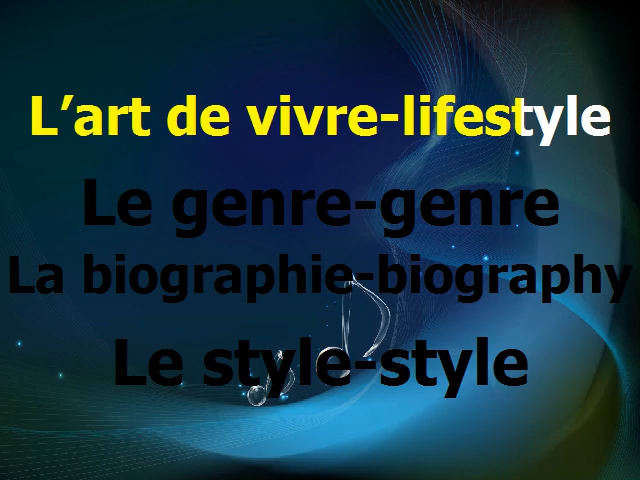 L’art de vivre-lifestyle
Le genre-genre
La biographie-biography
Le style-style